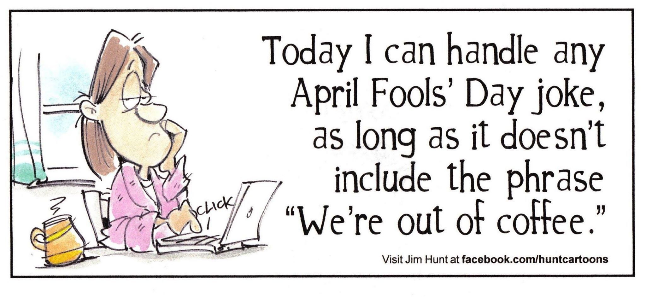 Today I can handle any
April Fools' Day joke,
as long as it doesn't
include the phrase
"We're out of coffee."
CLICK
Visit Jim Hunt at facebook.com/huntcartoons